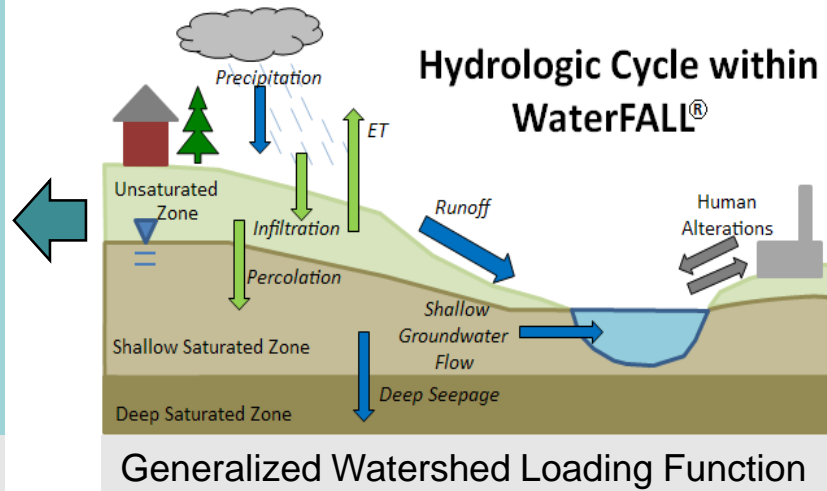 Hydrologic Cycle within
WaterFALL®
Precipitation
ET
Unsaturated
Zone
Infiltration
Runoff
Human
Alterations
Percolation
Shallow
Groundwater
Flow
Shallow Saturated Zone
Deep Seepage
Deep Saturated Zone
Generalized Watershed Loading Function